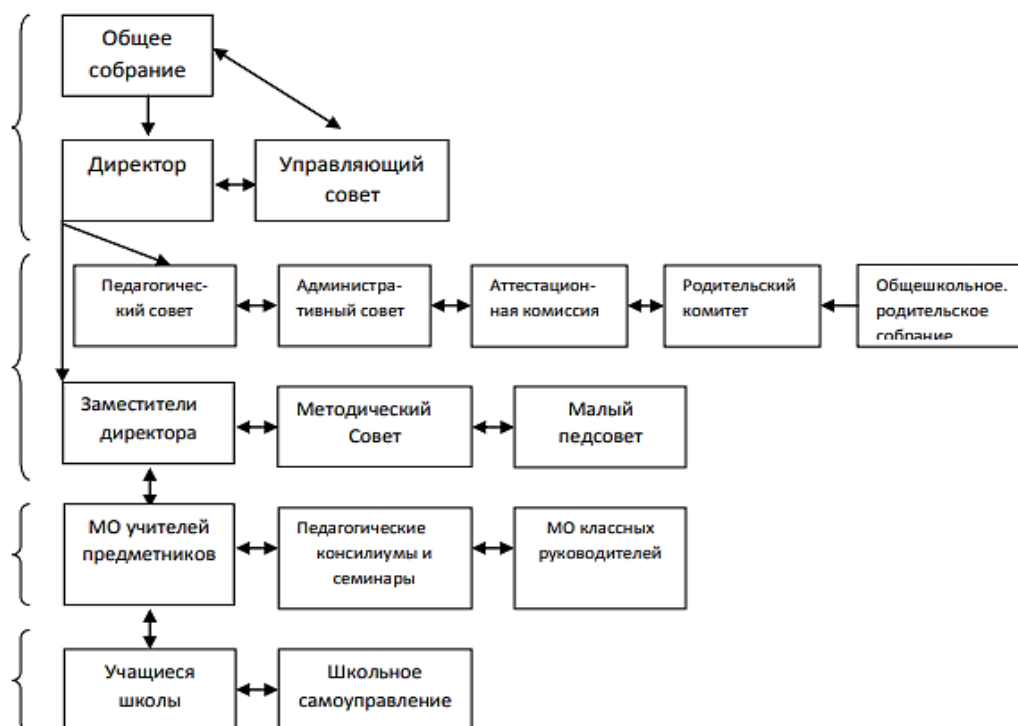 Общее
собрание
Директор
Управляющий
совет
Педагогичес-
кий совет
Администра-
тивный совет
Аттестацион-
ная комиссия
Родительский
комитет
Общешкольное.
родительское
собрание
Заместители
директора
Методический
Совет
Малый
педсовет
МО учителей
предметников
Педагогические
консилиумы и
семинары
МО классных
руководителей
Учащиеся
школы
Школьное
самоуправление